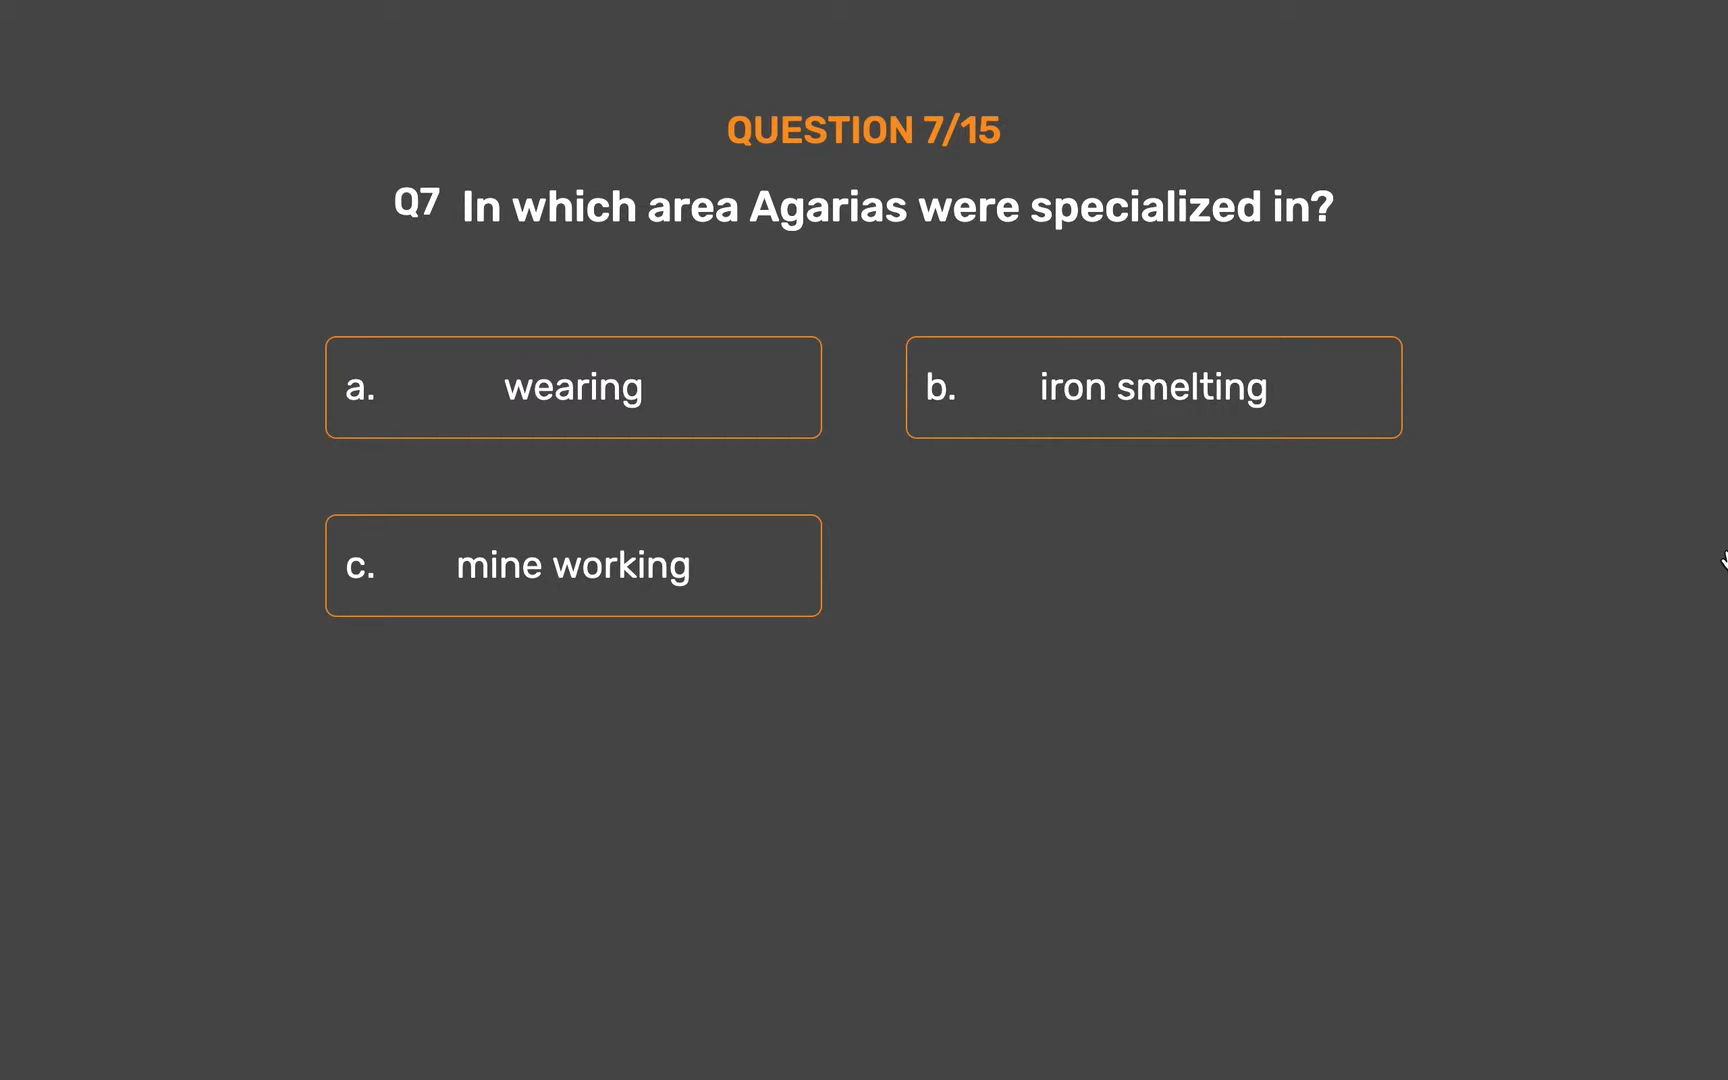 QUESTION 7/15
Q7 In which area Agarias were specialized in?
a. wearing
b. iron smelting
c. mine working